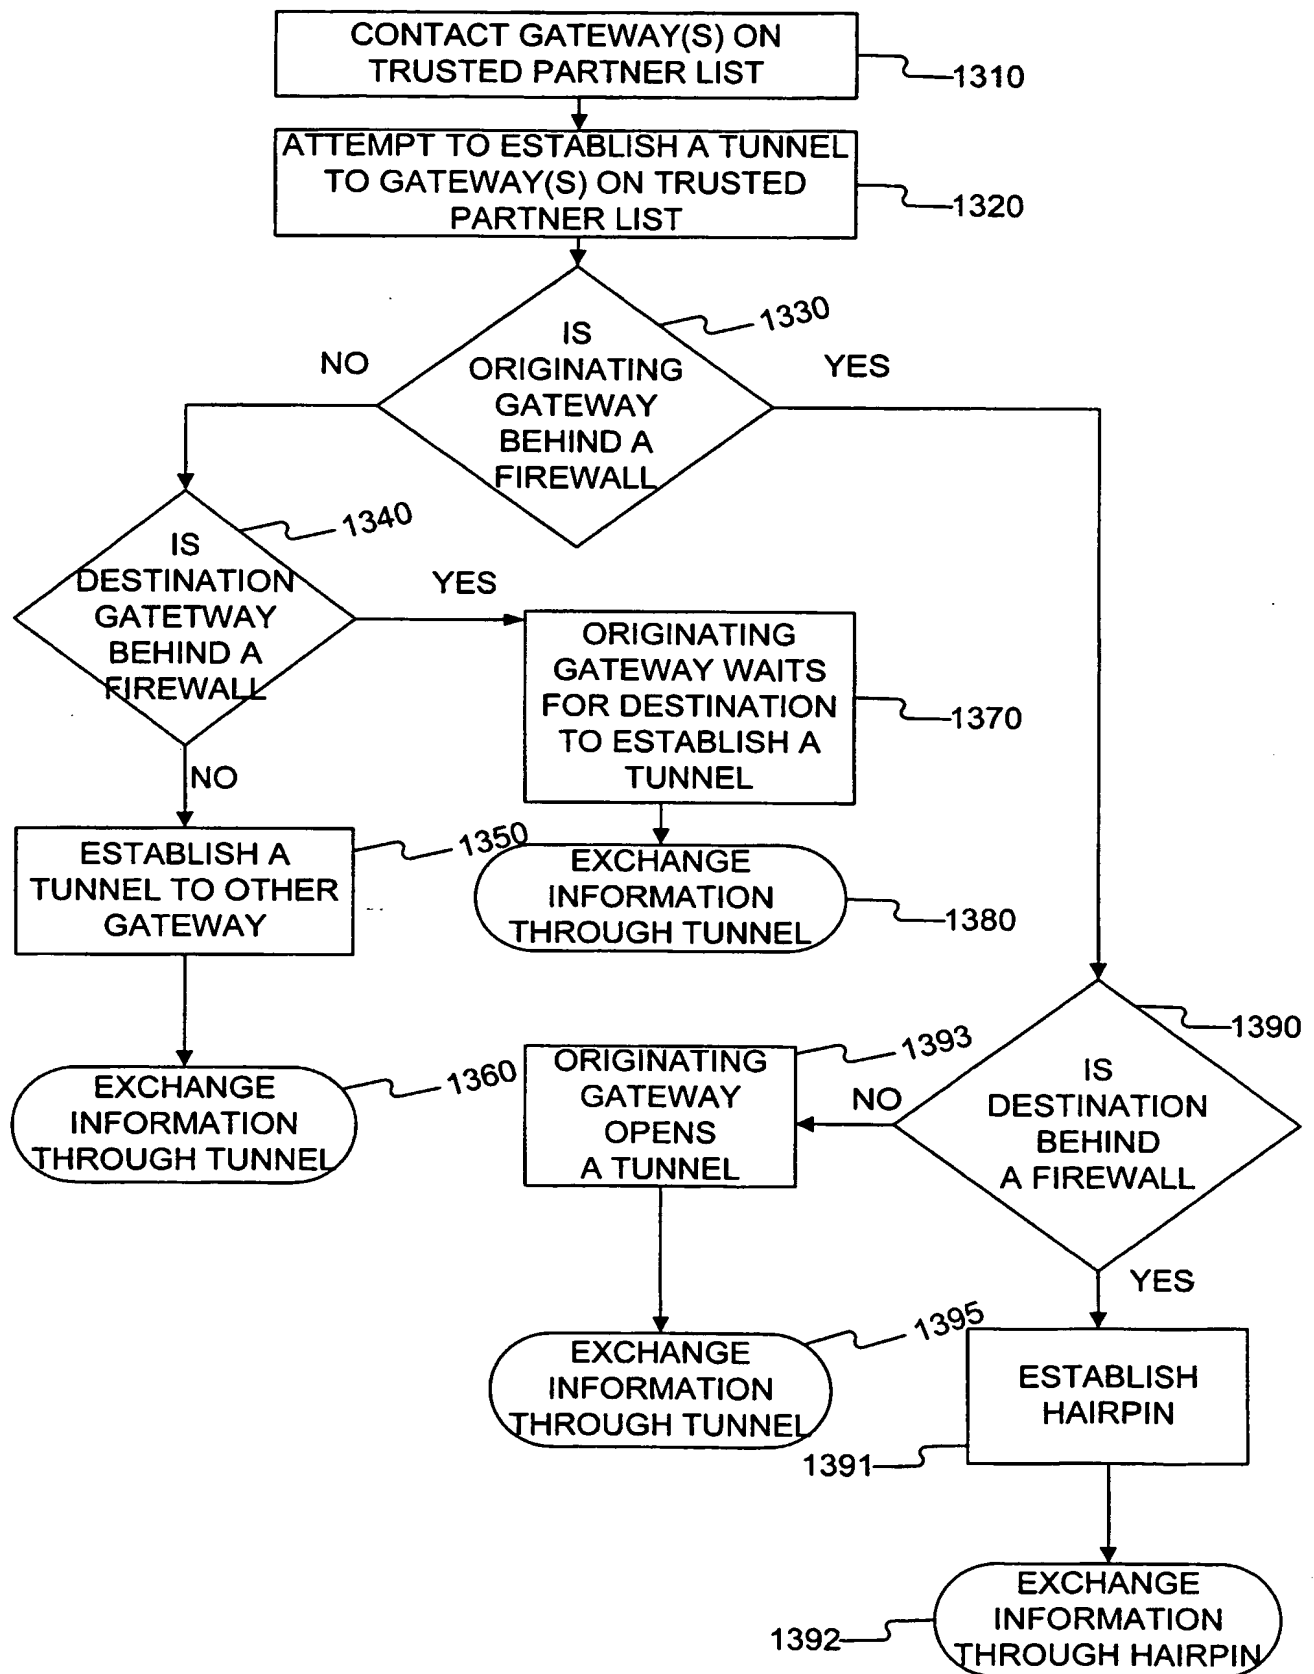 CONTACT GATEWAY(S) ON
TRUSTED PARTNER LIST
1310
ATTEMPT TO ESTABLISH A TUNNEL
TO GATEWAY(S) ON TRUSTED
PARTNER LIST
1320
IS
ORIGINATING
GATEWAY
BEHIND A
FIREWALL
1330
NO
YES
IS
DESTINATION
GATETWAY
BEHIND A
FIREWALL
1340
YES
NO
ORIGINATING
GATEWAY WAITS
FOR DESTINATION
TO ESTABLISH A
TUNNEL
1370
ESTABLISH A
TUNNEL TO OTHER
GATEWAY
1350
EXCHANGE
INFORMATION
THROUGH TUNNEL
1380
EXCHANGE
INFORMATION
THROUGH TUNNEL
1360
IS
DESTINATION
BEHIND
A FIREWALL
1390
NO
YES
ORIGINATING
GATEWAY
OPENS
A TUNNEL
1393
EXCHANGE
INFORMATION
THROUGH TUNNEL
1395
ESTABLISH
HAIRPIN
1391
EXCHANGE
INFORMATION
THROUGH HAIRPIN
1392